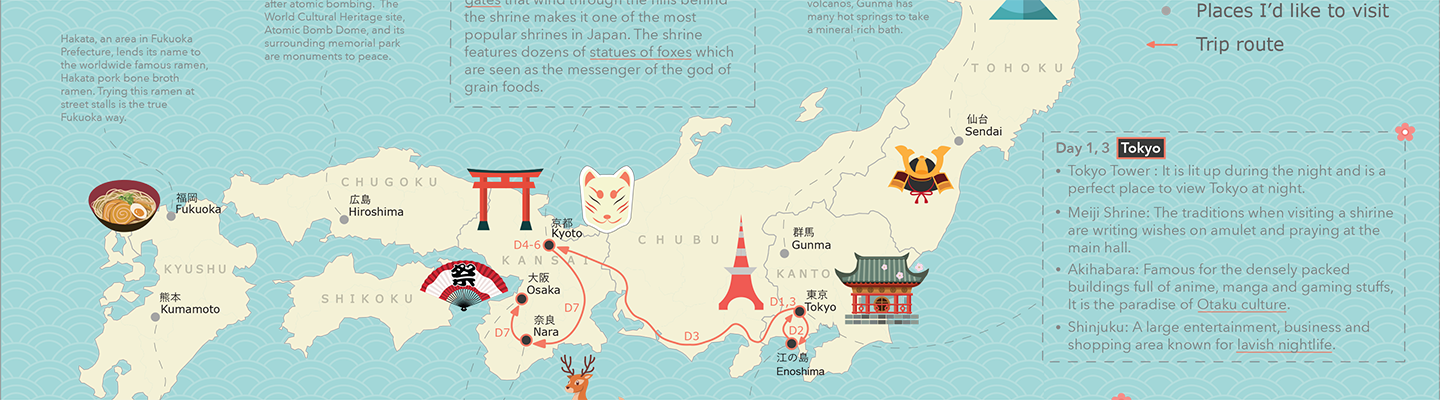 Hakata, an area in Fukuoka
Prefecture, lends its name to
the worldwide famous ramen,
Hakata pork bone broth
ramen. Trying this ramen at
street stalls is the true
Fukuoka way.
after atomic bombing. The
World Cultural Heritage site,
Atomic Bomb Dome, and its
surrounding memorial park
are monuments to peace.
gates that wind through the hills behind
the shrine makes it one of the most
popular shrines in Japan. The shrine
features dozens of statues of foxes which
are seen as the messenger of the god of
grain foods.
volcanos, Gunma has
many hot springs to take
a mineral rich bath.
Places I'd like to visit
Trip route
TOHOKU
仙台
Sendai
Day 1, 3 Tokyo
• Tokyo Tower : It is lit up during the night and is a
perfect place to view Tokyo at night.
• Meiji Shrine: The traditions when visiting a shirine
are writing wishes on amulet and praying at the
main hall.
• Akihabara: Famous for the densely packed
buildings full of anime, manga and gaming stuffs,
It is the paradise of Otaku culture.
• Shinjuku: A large entertainment, business and
shopping area known for lavish nightlife.
CHUGOKU
福岡
Fukuoka
広島
Hiroshima
京都
Kyoto
D4-6
KANSAI
CHUBU
群馬
Gunma
KANTO
KYUSHU
熊本
Kumamoto
SHIKOKU
祭
大阪
Osaka
D7
奈良
Nara
D7
D3
D1,3
東京
Tokyo
D2
江の島
Enoshima